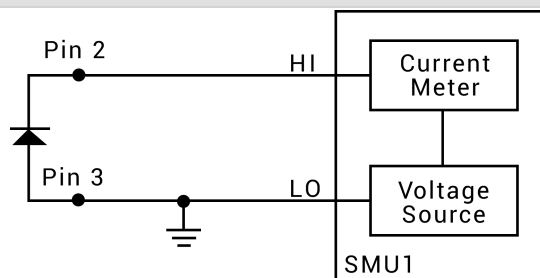 Pin 2
HI
Current
Meter
Pin 3
LO
Voltage
Source
SMU1